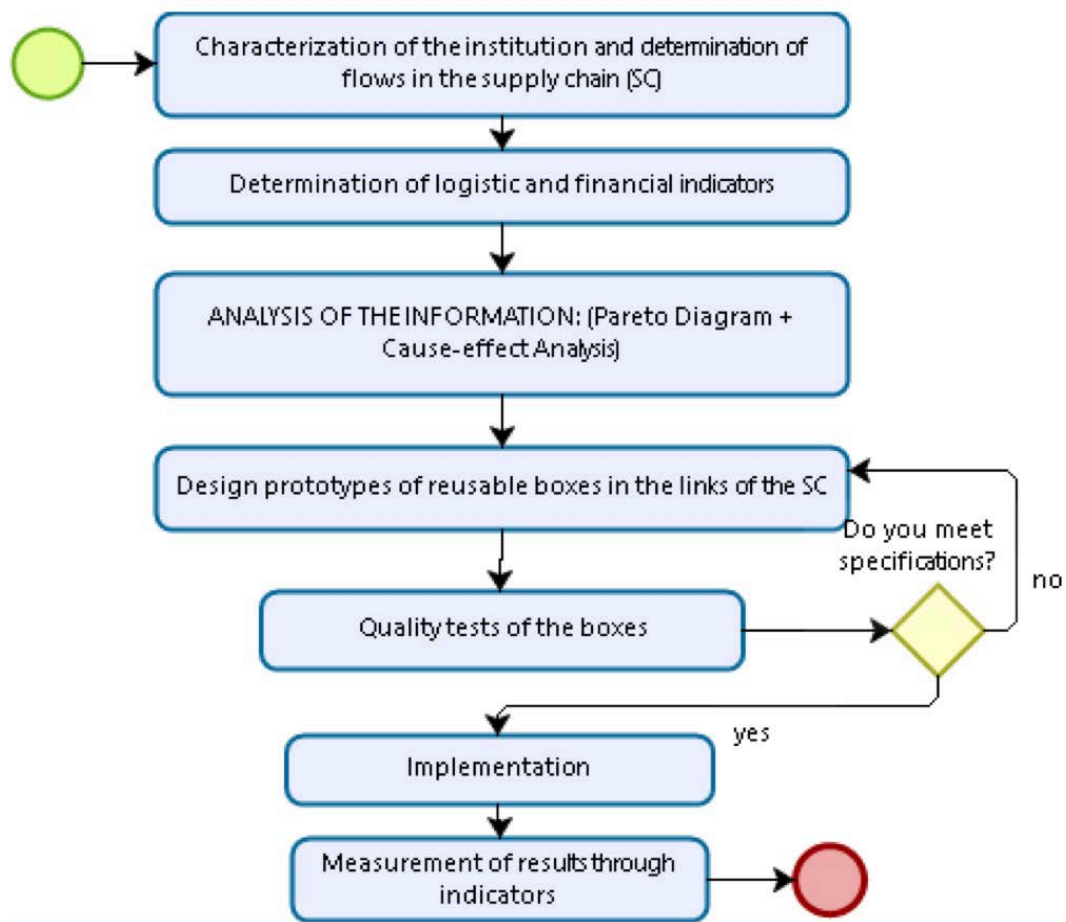 Characterization of the institution and determination of
flows in the supply chain (SC)
Determination of logistic and financial indicators
ANALYSIS OF THE INFORMATION: (Pareto Diagram +
Cause-effect Analysis)
Design prototypes of reusable boxes in the links of the SC
Do you meet
specifications?
no
Quality tests of the boxes
yes
Implementation
Measurement of results through
indicators